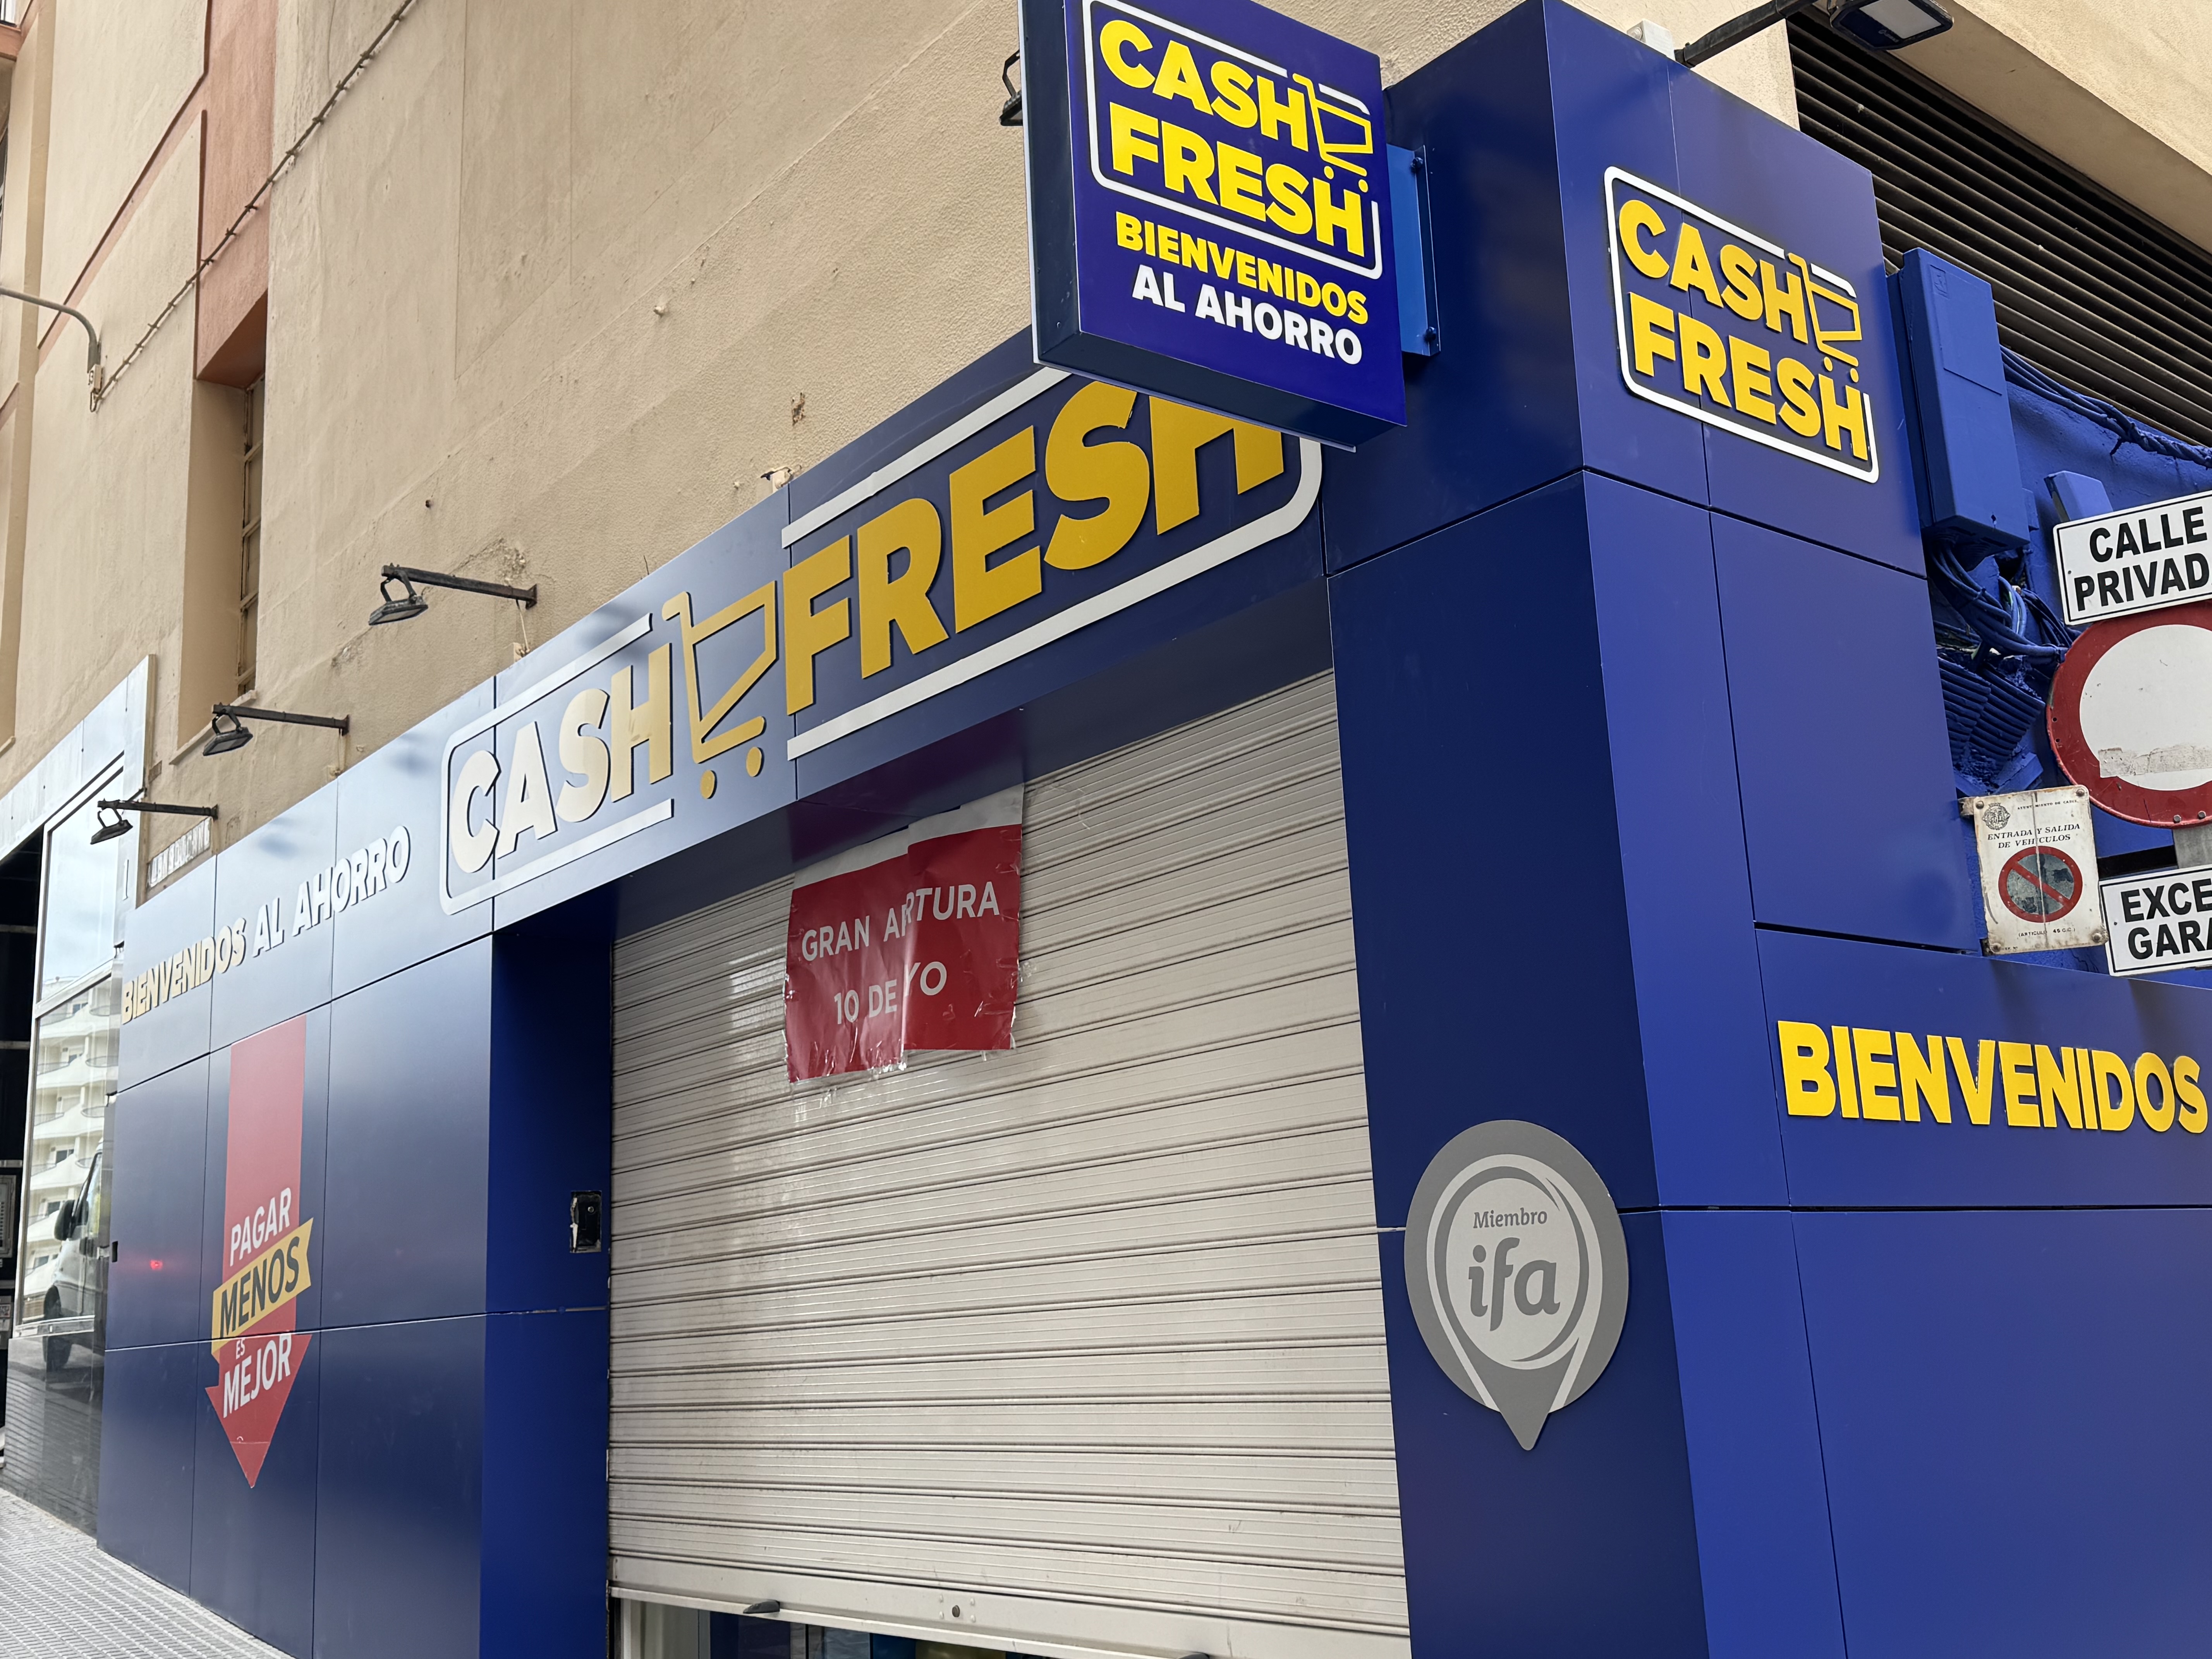 CASH
FRESH
BIENVENIDOS
AL AHORRO
CASH
FRESH
CASH FRESH
BIENVENIDOS AL AHORRO
CALLE
PRIVAD
ENTRADA Y SALIDA
DE VEHICULOS
EXCE
GARA
GRAN ARTURA
10 DE YO
BIENVENIDOS
PAGAR
MENOS
ES
MEJOR
Miembro
ifa